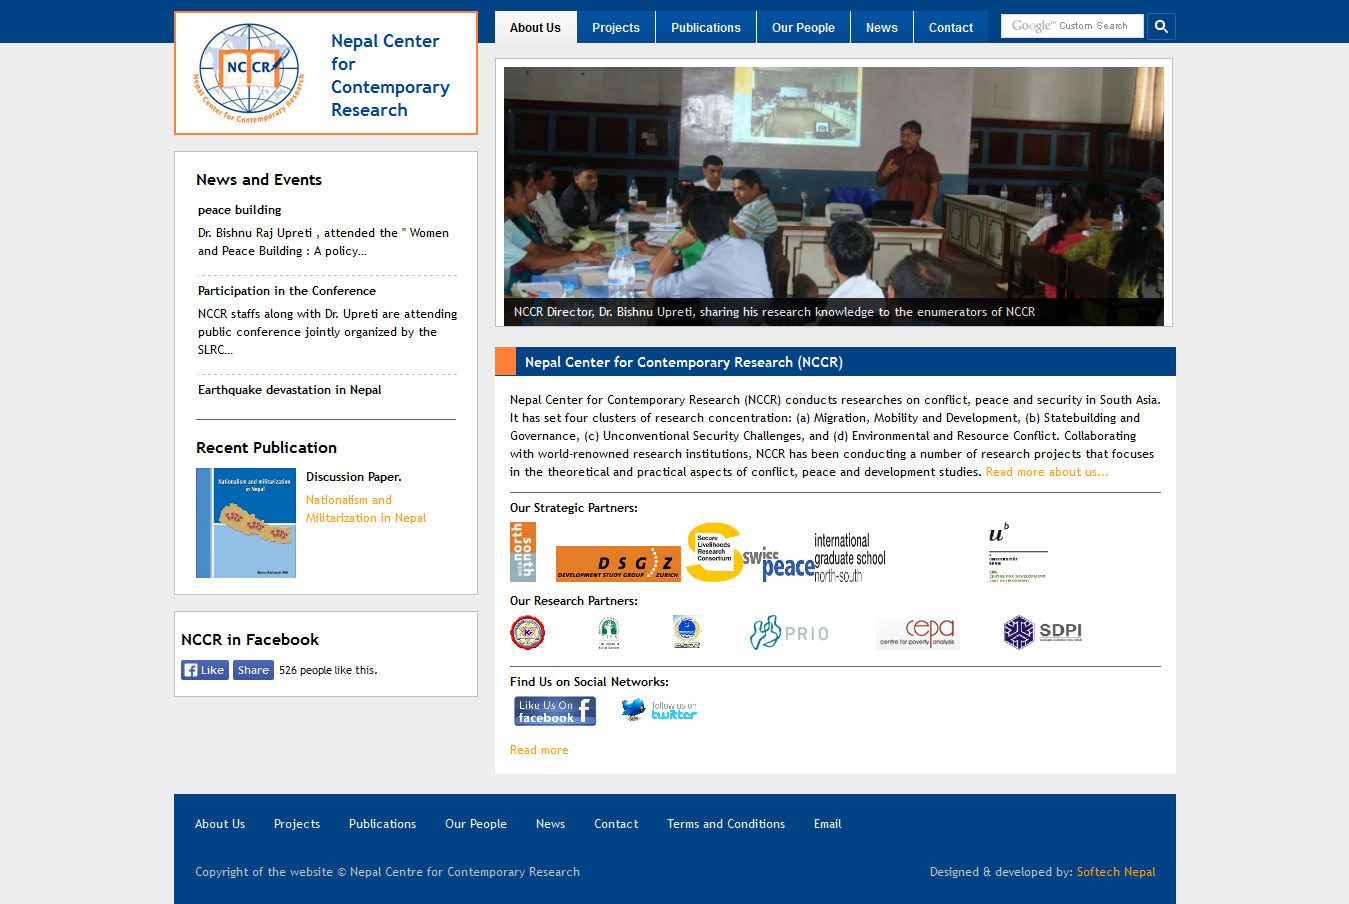 About Us
Projects
Publications
Our People
News
Contact
Google™ Custom Search
NCCR
Nepal Center for Contemporary Research
Nepal Center
for
Contemporary
Research
News and Events
peace building
Dr. Bishnu Raj Upreti , attended the " Women
and Peace Building : A policy...
Participation in the Conference
NCCR staffs along with Dr. Upreti are attending
public conference jointly organized by the
SLRC...
Earthquake devastation in Nepal
Recent Publication
Nationalism and militarization
in Nepal
Discussion Paper.
Nationalism and
Militarization in Nepal
NCCR in Facebook
Like
Share
526 people like this.
NCCR Director, Dr. Bishnu Upreti, sharing his research knowledge to the enumerators of NCCR
Nepal Center for Contemporary Research (NCCR)
Nepal Center for Contemporary Research (NCCR) conducts researches on conflict, peace and security in South Asia.
It has set four clusters of research concentration: (a) Migration, Mobility and Development, (b) Statebuilding and
Governance, (c) Unconventional Security Challenges, and (d) Environmental and Resource Conflict. Collaborating
with world-renowned research institutions, NCCR has been conducting a number of research projects that focuses
in the theoretical and practical aspects of conflict, peace and development studies. Read more about us...
Our Strategic Partners:
nccr north south
DSGZ
DEVELOPMENT STUDY GROUP ZURICH
Secure
Livelihoods
Research
Consortium
swiss
peace
international
graduate school
north-south
u b
UNIVERSITÄT
BERN
CDE
CENTRE FOR DEVELOPMENT
AND ENVIRONMENT
Our Research Partners:
PRIO
cepa
centre for poverty analysis
SDPI
Find Us on Social Networks:
Like Us On
facebook
follow us on
twitter
Read more
About Us
Projects
Publications
Our People
News
Contact
Terms and Conditions
Email
Copyright of the website © Nepal Centre for Contemporary Research
Designed & developed by: Softech Nepal